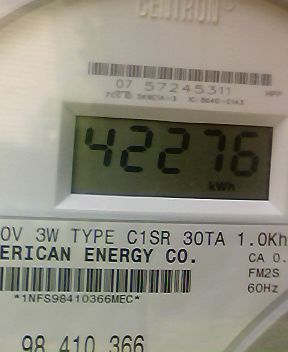 CENTRON
07 57245311
HPP
42276
kWh
0V 3W TYPE C1SR 30TA 1.0Kh
ERICAN ENERGY CO.
CA 0.
FM2S
60Hz
*1NFS98410366MEC*
98 410 366